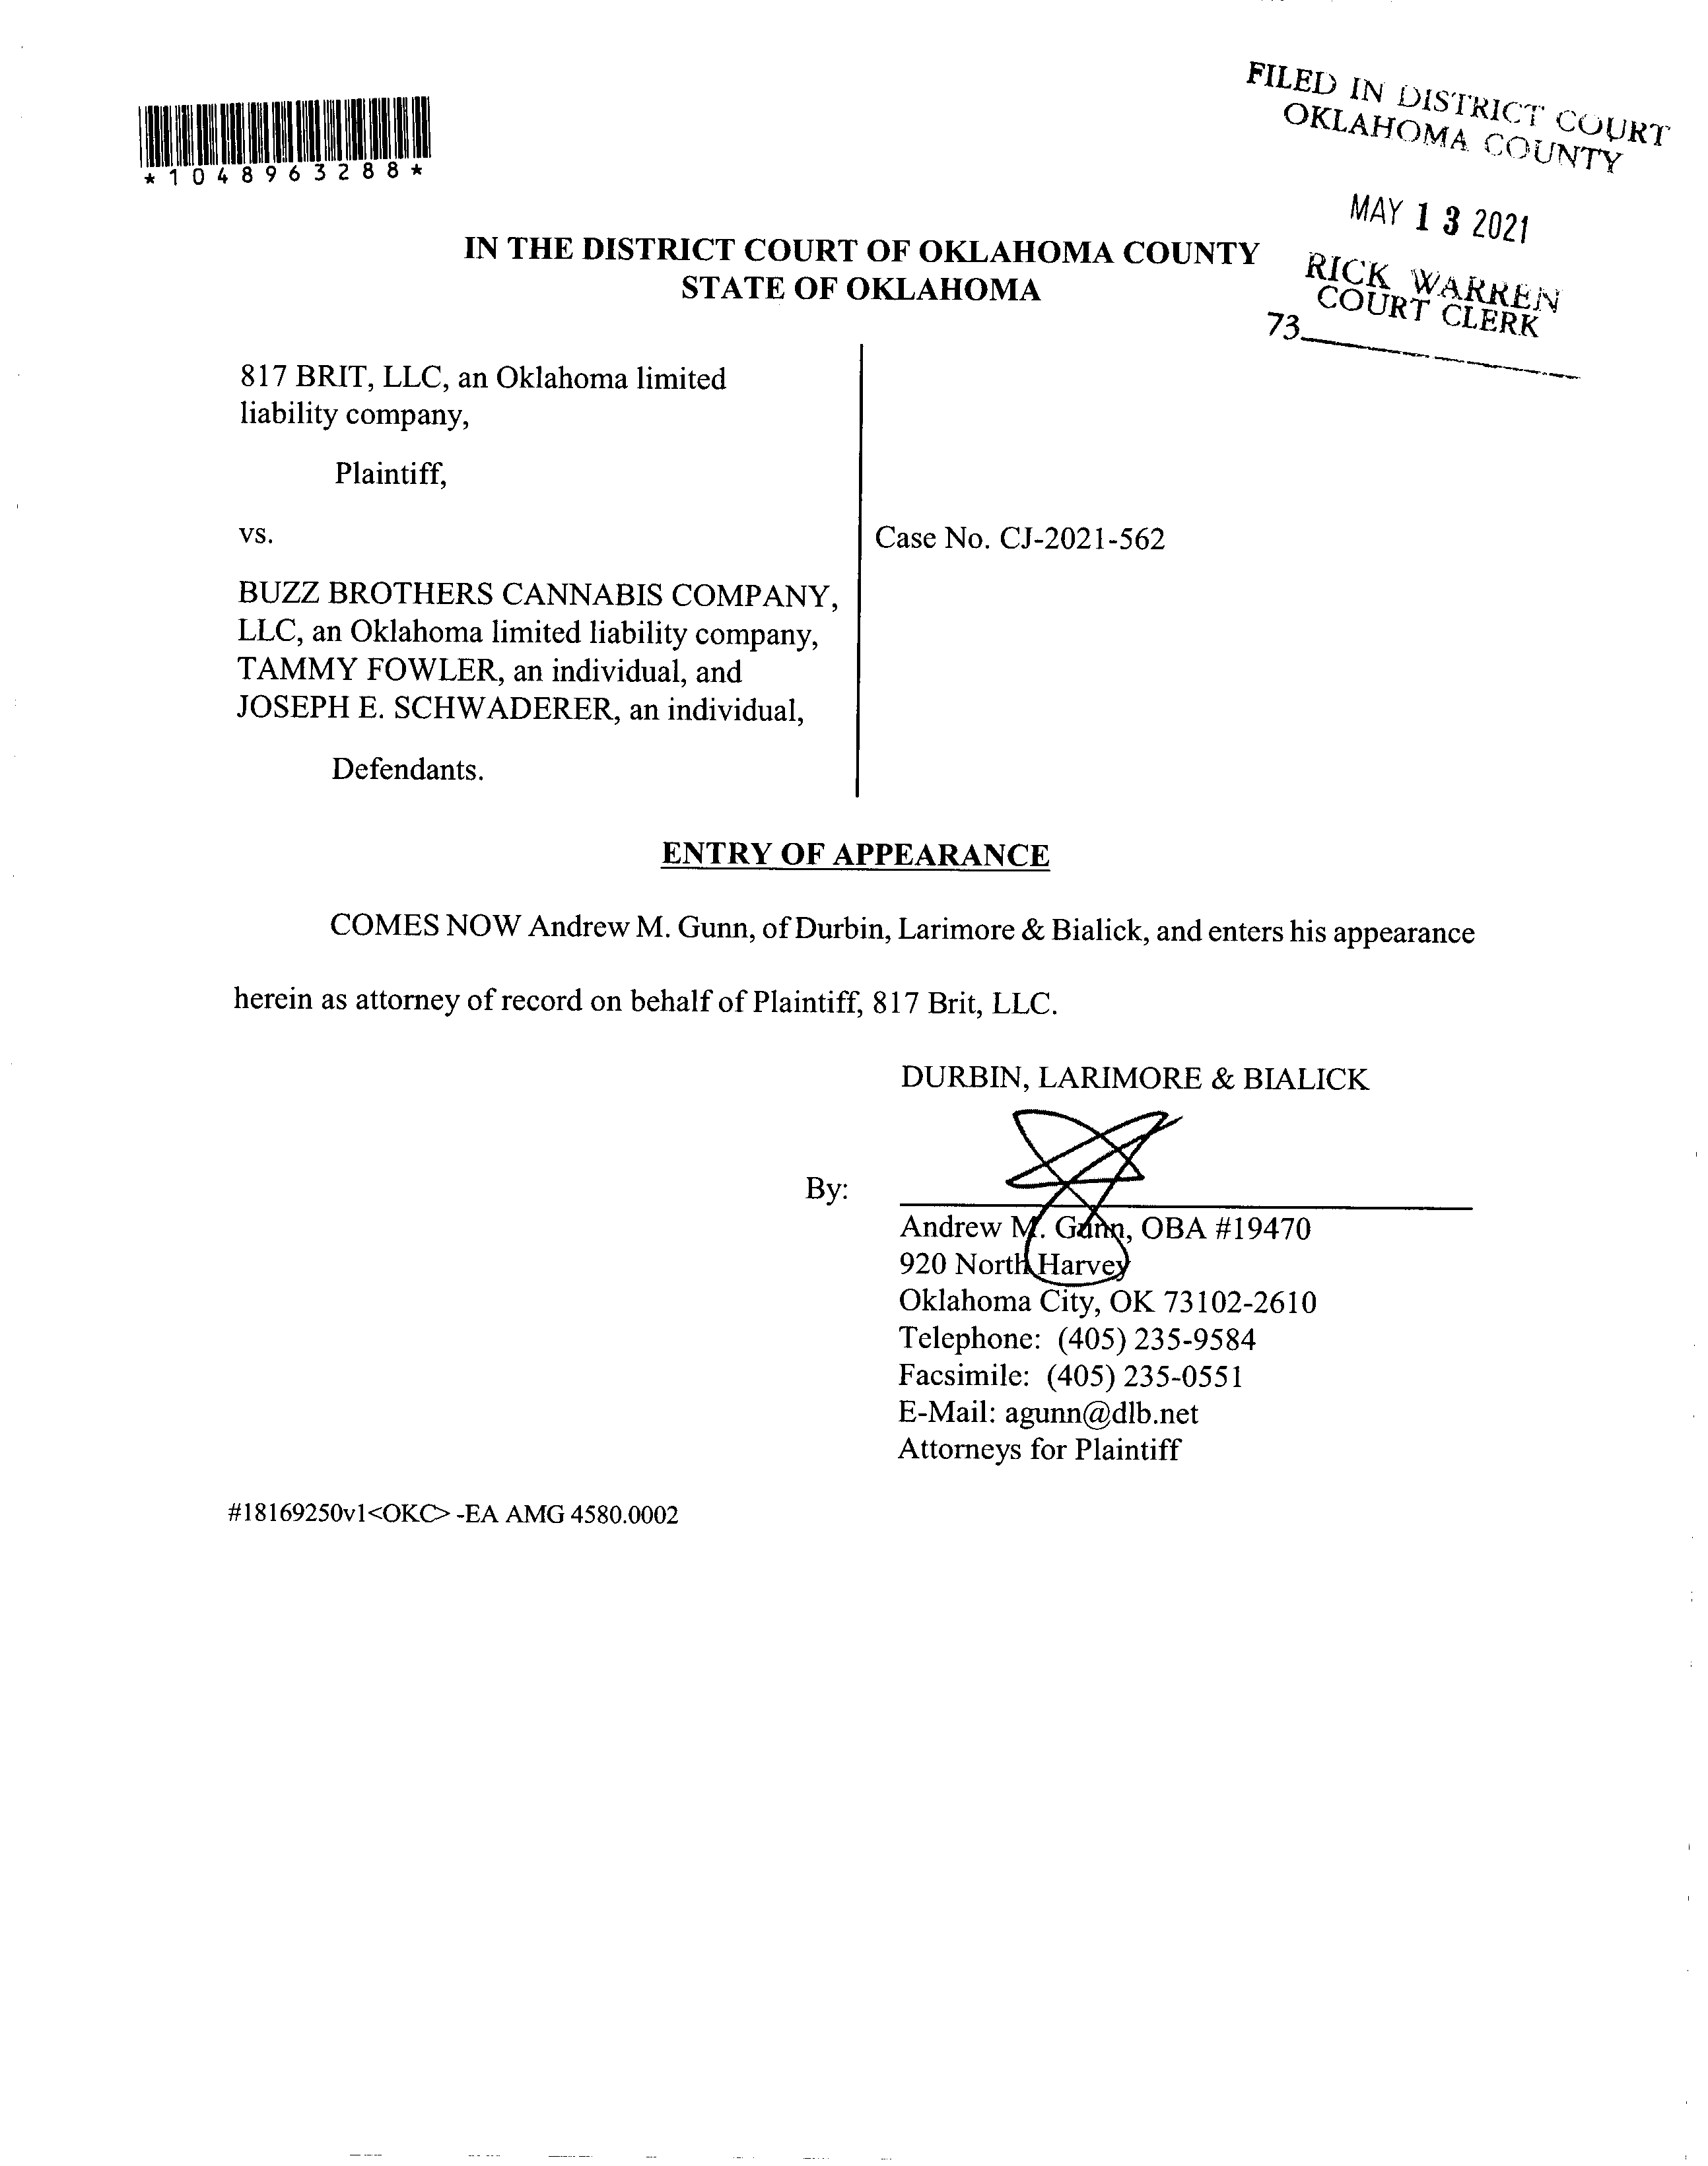 FILED IN DISTRICT COURT
OKLAHOMA COUNTY
MAY 13 2021
RICK WARREN
COURT CLERK
73
*1048963288*
IN THE DISTRICT COURT OF OKLAHOMA COUNTY
STATE OF OKLAHOMA
817 BRIT, LLC, an Oklahoma limited
liability company,
Plaintiff,
vs.
Case No. CJ-2021-562
BUZZ BROTHERS CANNABIS COMPANY,
LLC, an Oklahoma limited liability company,
TAMMY FOWLER, an individual, and
JOSEPH E. SCHWADERER, an individual,
Defendants.
ENTRY OF APPEARANCE
COMES NOW Andrew M. Gunn, of Durbin, Larimore & Bialick, and enters his appearance
herein as attorney of record on behalf of Plaintiff, 817 Brit, LLC.
DURBIN, LARIMORE & BIALICK
By:
Andrew M. Gunn, OBA #19470
920 North Harvey
Oklahoma City, OK 73102-2610
Telephone: (405) 235-9584
Facsimile: (405) 235-0551
E-Mail: agunn@dlb.net
Attorneys for Plaintiff
#18169250v1<OKC> -EA AMG 4580.0002